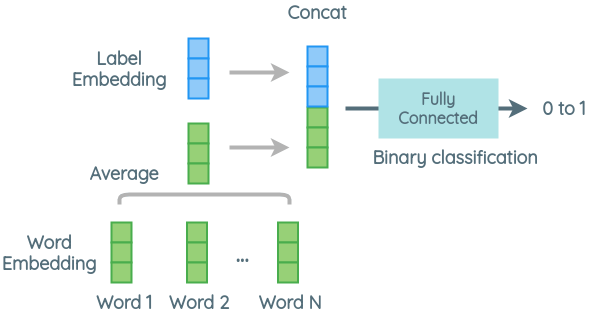 Concat
Label
Embedding
Fully
Connected
0 to 1
Binary classification
Average
Word
Embedding
...
Word 1 Word 2 Word N